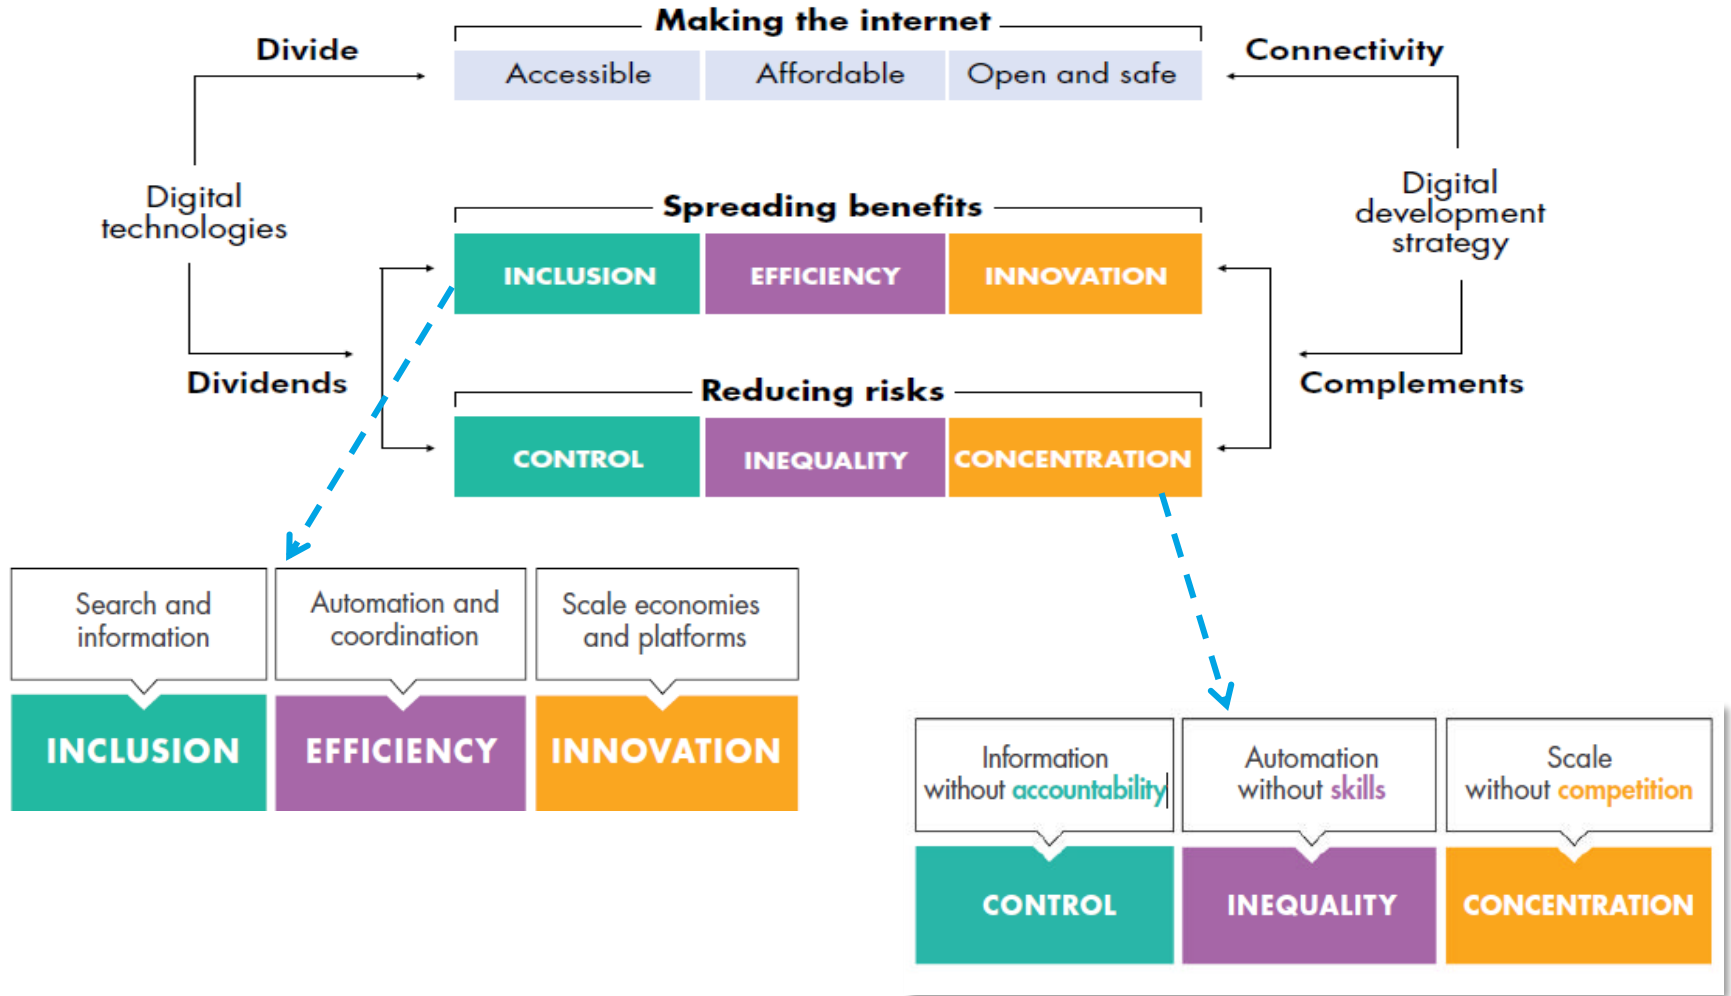 Making the internet
Divide
Connectivity
Accessible
Affordable
Open and safe
Digital
technologies
Digital
development
strategy
Spreading benefits
INCLUSION
EFFICIENCY
INNOVATION
Dividends
Complements
Reducing risks
CONTROL
INEQUALITY
CONCENTRATION
Search and
information
Automation and
coordination
Scale economies
and platforms
INCLUSION
EFFICIENCY
INNOVATION
Information
without accountability
Automation
without skills
Scale
without competition
CONTROL
INEQUALITY
CONCENTRATION